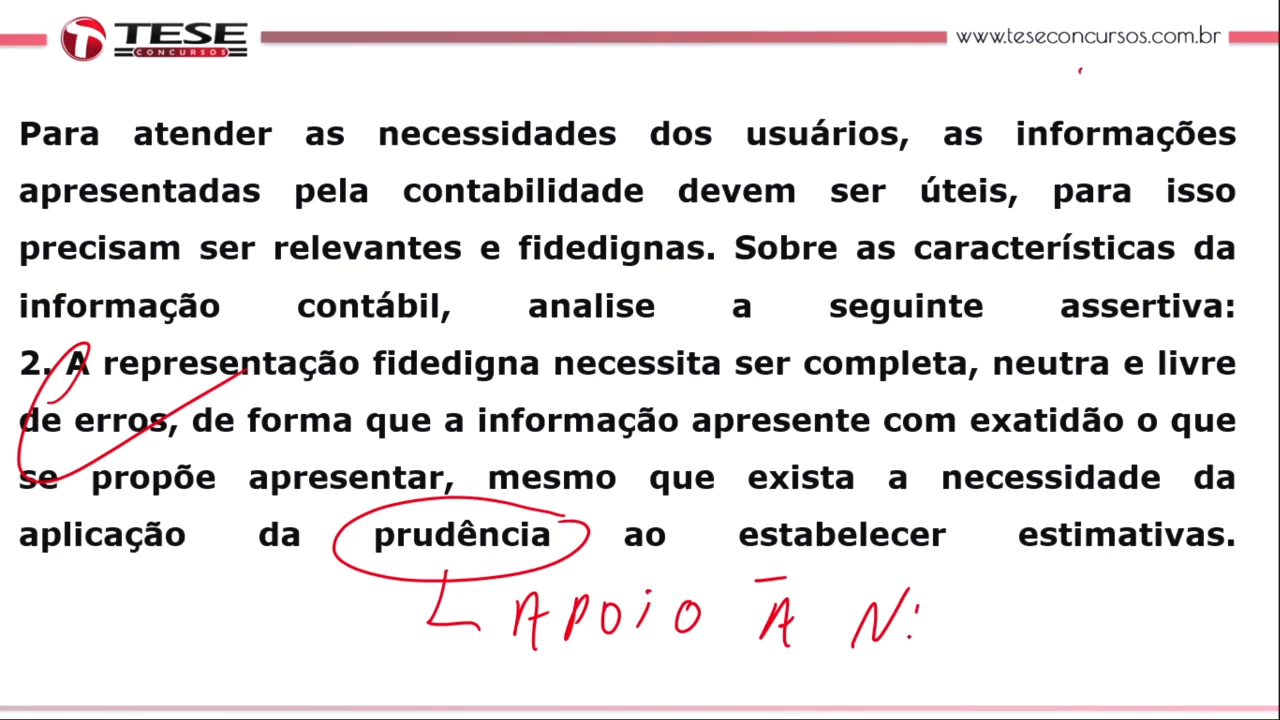 TESE
CONCURSOS
www.teseconcursos.com.br
Para atender as necessidades dos usuários, as informações
apresentadas pela contabilidade devem ser úteis, para isso
precisam ser relevantes e fidedignas. Sobre as características da
informação contábil, analise a seguinte assertiva:
2. A representação fidedigna necessita ser completa, neutra e livre
de erros, de forma que a informação apresente com exatidão o que
se propõe apresentar, mesmo que exista a necessidade da
aplicação da prudência ao estabelecer estimativas.
APOiO A N